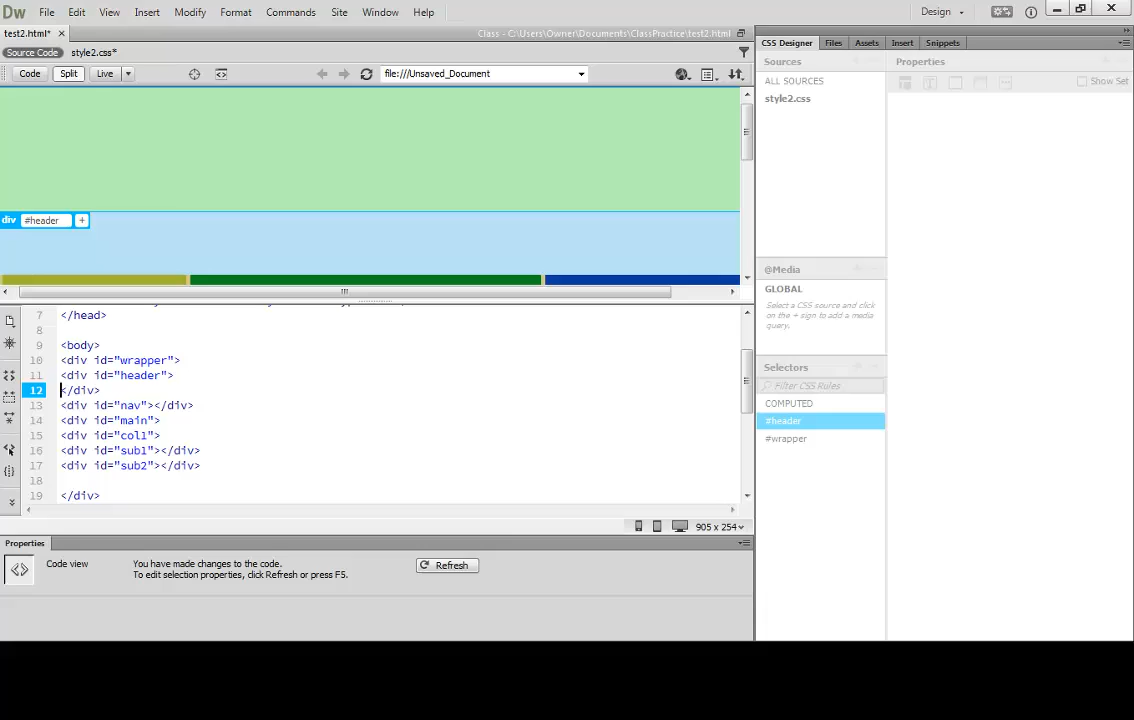 Dw File Edit View Insert Modify Format Commands Site Window Help Design
test2.html* x Class - C:\Users\Owner\Documents\ClassPractice\test2.html
Source Code style2.css*
Code Split Live file:///Unsaved_Document
div #header +
7 </head>
8
9 <body>
10 <div id="wrapper">
11 <div id="header">
12 </div>
13 <div id="nav"></div>
14 <div id="main">
15 <div id="col1">
16 <div id="sub1"></div>
17 <div id="sub2"></div>
18
19 </div>
905 x 254
Properties
Code view You have made changes to the code.
To edit selection properties, click Refresh or press F5.
Refresh
CSS Designer Files Assets Insert Snippets
Sources
ALL SOURCES
style2.css
@Media
GLOBAL
Select a CSS source and click
on the + sign to add a media
query.
Selectors
Filter CSS Rules
COMPUTED
#header
#wrapper
Properties
Show Set